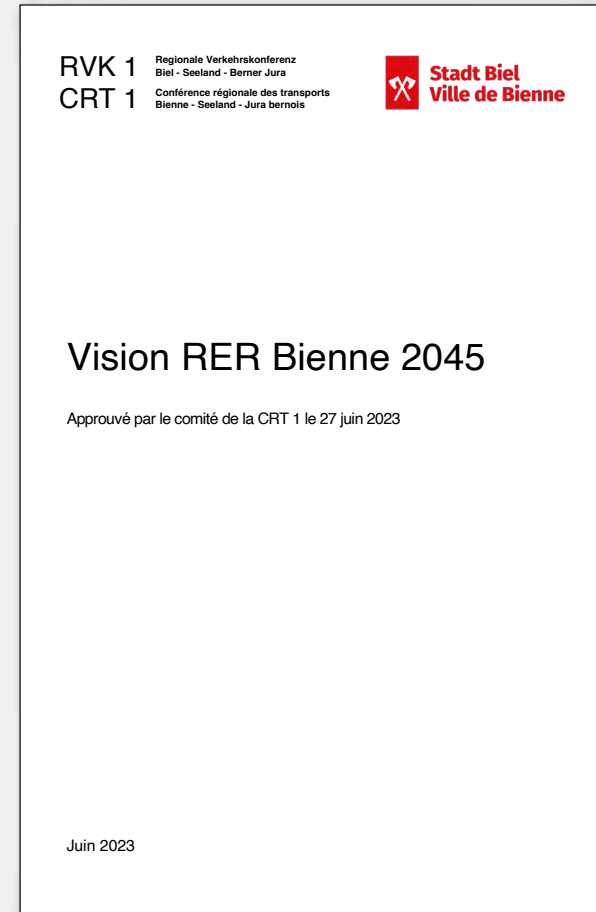 RVK 1
Regionale Verkehrskonferenz
Biel - Seeland - Berner Jura
CRT 1
Conférence régionale des transports
Bienne - Seeland - Jura bernois
Stadt Biel
Ville de Bienne
Vision RER Bienne 2045
Approuvé par le comité de la CRT 1 le 27 juin 2023
Juin 2023